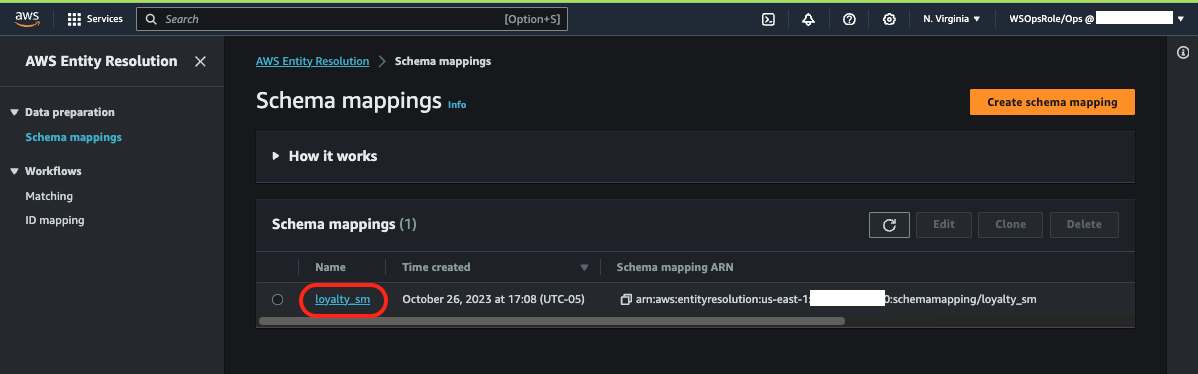 aws Services Search [Option+S] N. Virginia WSOpsRole/Ops @
AWS Entity Resolution
Data preparation
Schema mappings
Workflows
Matching
ID mapping
AWS Entity Resolution Schema mappings
Schema mappings Info
Create schema mapping
How it works
Schema mappings (1) Edit Clone Delete
Name Time created Schema mapping ARN
loyalty_sm October 26, 2023 at 17:08 (UTC-05) arn:aws:entityresolution:us-east-1: 0:schemamapping/loyalty_sm